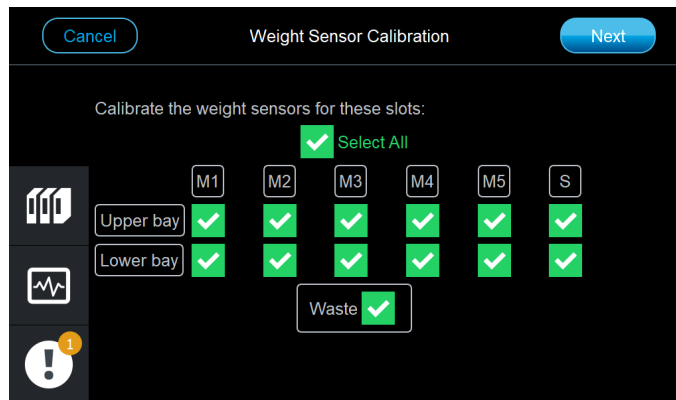 Cancel Weight Sensor Calibration Next
Calibrate the weight sensors for these slots:
Select All
M1 M2 M3 M4 M5 S
Upper bay
Lower bay
Waste
1